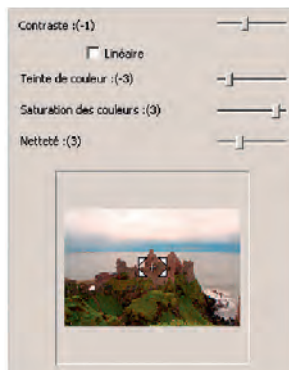 Contraste :(-1)
Linéaire
Teinte de couleur :(-3)
Saturation des couleurs :(3)
Netteté :(3)